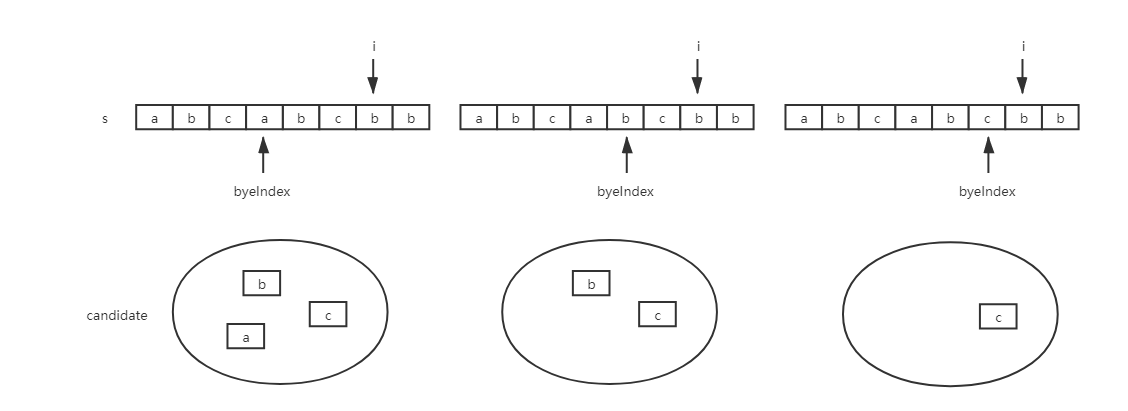 i i i
s a b c a b c b b a b c a b c b b a b c a b c b b
byeIndex byeIndex byeIndex
b b
candidate c c c
a